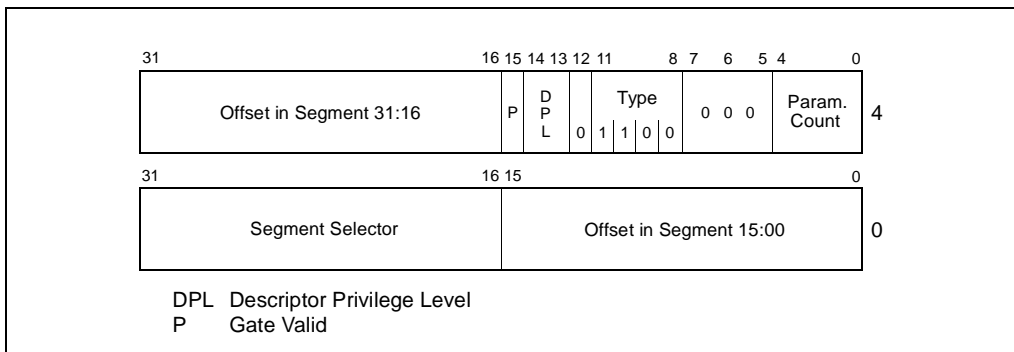 31 16 15 14 13 12 11 8 7 6 5 4 0
Offset in Segment 31:16 P DPL 0 Type 1 1 0 0 0 0 0 Param. Count 4
31 16 15 0
Segment Selector Offset in Segment 15:00 0
DPL Descriptor Privilege Level
P Gate Valid